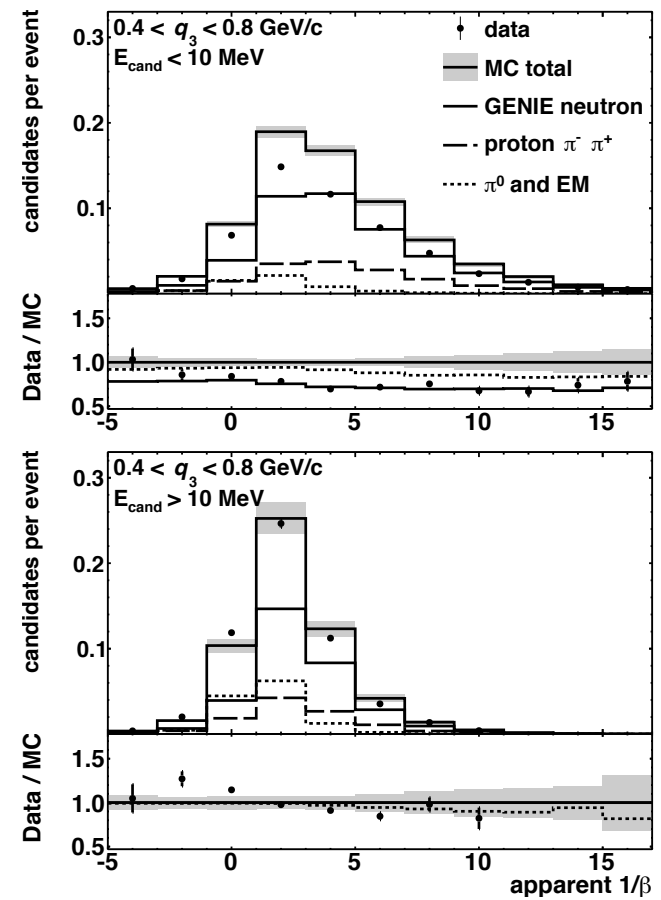 0.4 < q₃ < 0.8 GeV/c
E_cand < 10 MeV
data
MC total
GENIE neutron
proton π⁻ π⁺
π⁰ and EM
candidates per event
0.3
0.2
0.1
Data / MC
1.5
1.0
0.5
-5 0 5 10 15
0.4 < q₃ < 0.8 GeV/c
E_cand > 10 MeV
candidates per event
0.3
0.2
0.1
Data / MC
1.5
1.0
0.5
-5 0 5 10 15
apparent 1/β